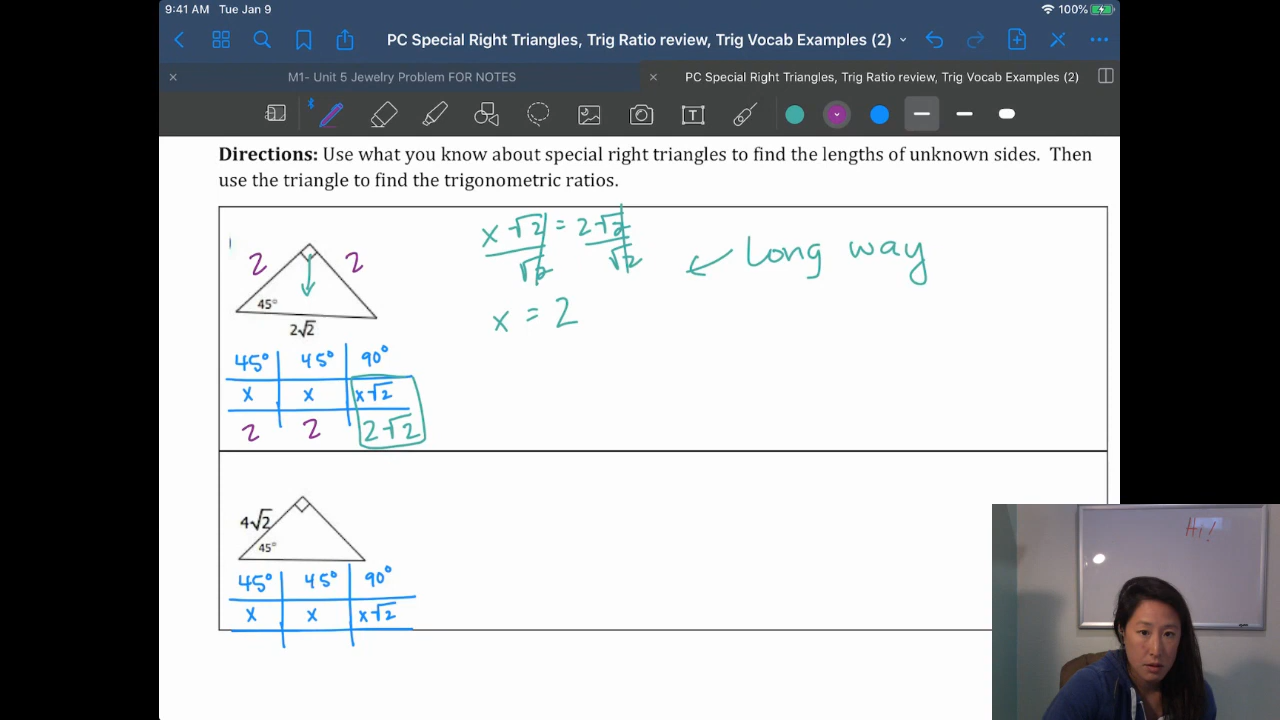 9:41 AM Tue Jan 9
100%
PC Special Right Triangles, Trig Ratio review, Trig Vocab Examples (2)
M1- Unit 5 Jewelry Problem FOR NOTES
PC Special Right Triangles, Trig Ratio review, Trig Vocab Examples (2)
T
Directions: Use what you know about special right triangles to find the lengths of unknown sides. Then
use the triangle to find the trigonometric ratios.
x√2 = 2√2
√2 √2
x = 2
Long way
2 2
45°
2√2
45° 45° 90°
x x x√2
2 2 2√2
4√2
45°
45° 45° 90°
x x x√2
Hi!